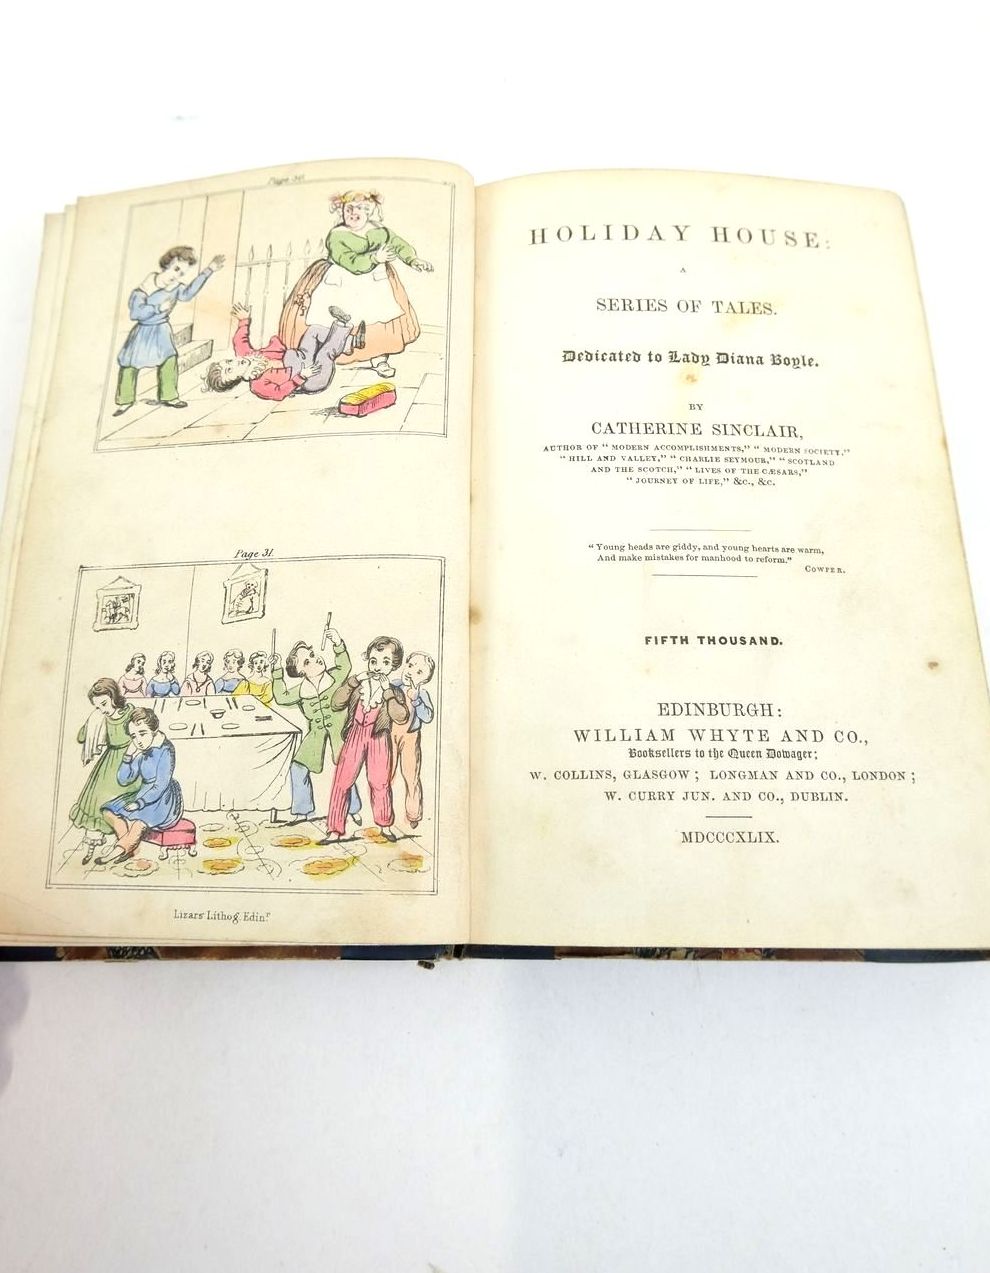 Page 30.
Page 31.
Lizars' Lithog. Edinr.
HOLIDAY HOUSE:
A
SERIES OF TALES.
Dedicated to Lady Diana Boyle.
BY
CATHERINE SINCLAIR,
AUTHOR OF "MODERN ACCOMPLISHMENTS," "MODERN SOCIETY,"
"HILL AND VALLEY," "CHARLIE SEYMOUR," "SCOTLAND
AND THE SCOTCH," "LIVES OF THE CÆSARS,"
"JOURNEY OF LIFE," &C., &C.
"Young heads are giddy, and young hearts are warm,
And make mistakes for manhood to reform."
COWPER.
FIFTH THOUSAND.
EDINBURGH:
WILLIAM WHYTE AND CO.,
Booksellers to the Queen Dowager;
W. COLLINS, GLASGOW; LONGMAN AND CO., LONDON;
W. CURRY JUN. AND CO., DUBLIN.
MDCCCXLIX.